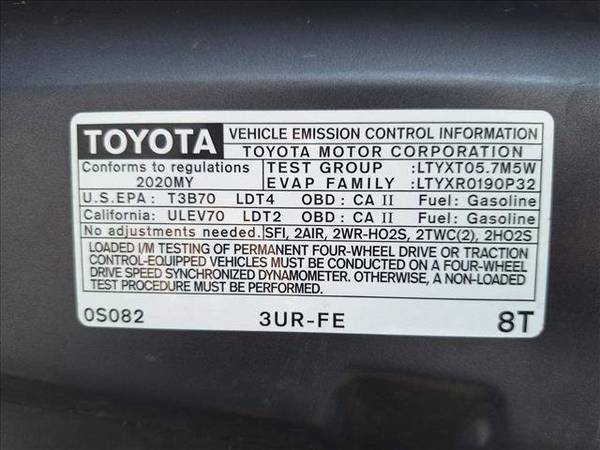 TOYOTA VEHICLE EMISSION CONTROL INFORMATION
TOYOTA MOTOR CORPORATION
Conforms to regulations TEST GROUP :LTYXT05.7M5W
2020MY EVAP FAMILY :LTYXR0190P32
U.S.EPA : T3B70 LDT4 OBD : CA II Fuel: Gasoline
California: ULEV70 LDT2 OBD : CA II Fuel: Gasoline
No adjustments needed. SFI, 2AIR, 2WR-HO2S, 2TWC(2), 2HO2S
LOADED I/M TESTING OF PERMANENT FOUR-WHEEL DRIVE OR TRACTION
CONTROL-EQUIPPED VEHICLES MUST BE CONDUCTED ON A FOUR-WHEEL
DRIVE SPEED SYNCHRONIZED DYNAMOMETER. OTHERWISE, A NON-LOADED
TEST PROCEDURE MUST BE PERFORMED.
0S082 3UR-FE 8T